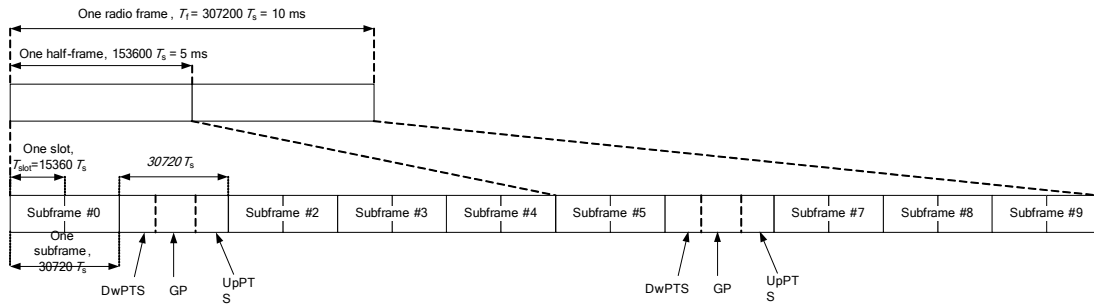 One radio frame , Tf = 307200 Ts = 10 ms
One half-frame, 153600 Ts = 5 ms
One slot,
Tslot=15360 Ts
30720 Ts
Subframe #0
Subframe #2
Subframe #3
Subframe #4
Subframe #5
Subframe #7
Subframe #8
Subframe #9
One
subframe ,
30720 Ts
DwPTS
GP
UpPT
S
DwPTS
GP
UpPT
S